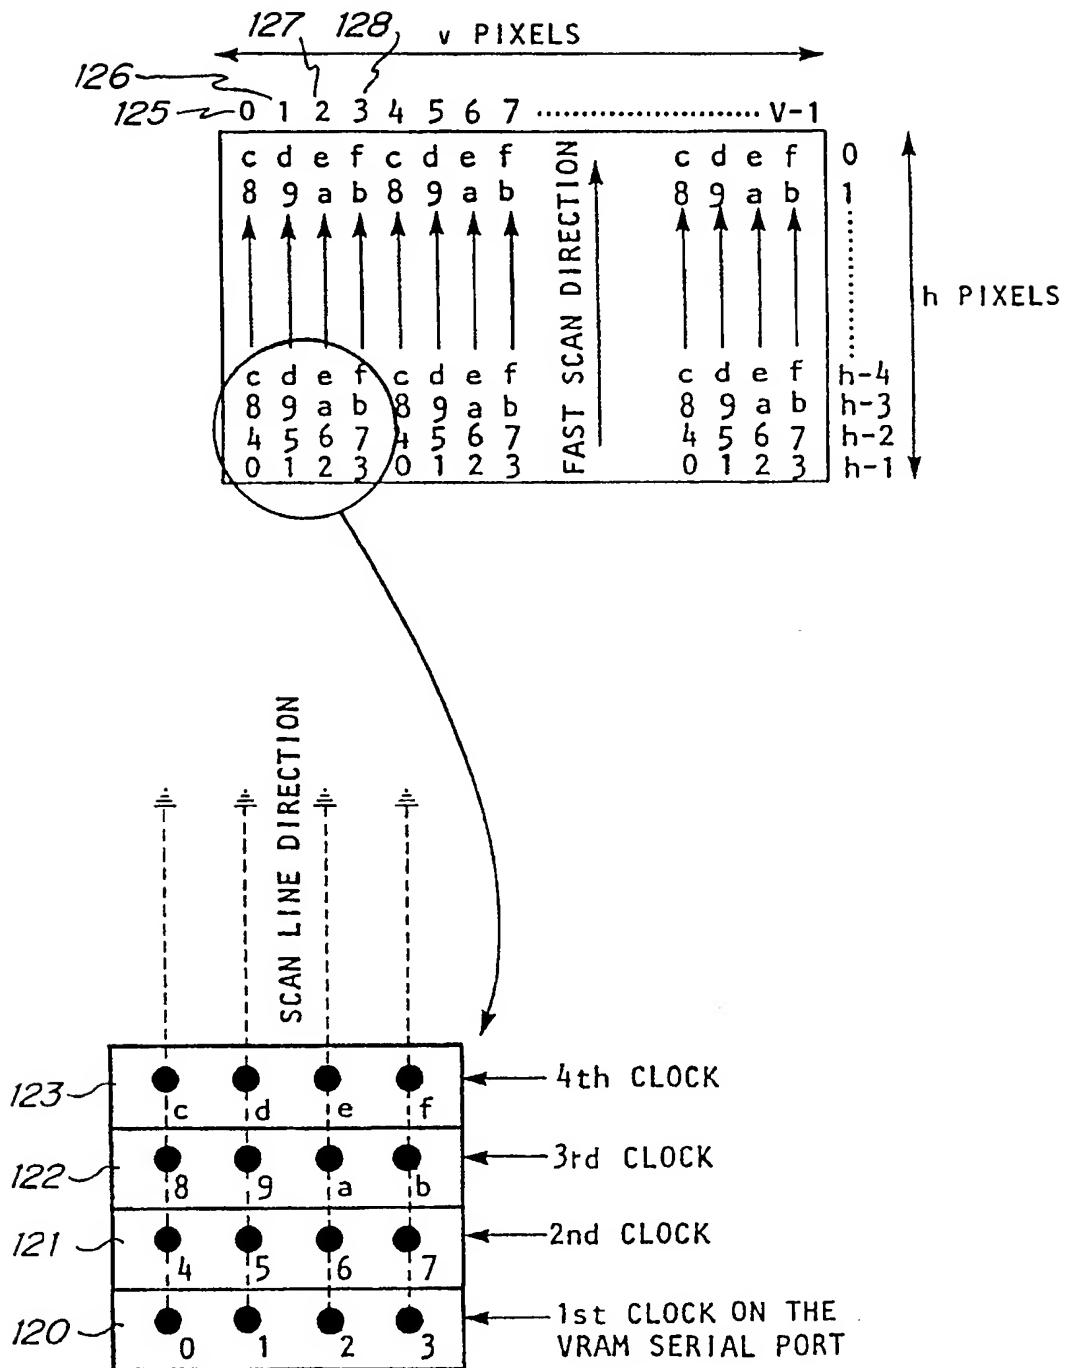 127 128 v PIXELS
126
125 0 1 2 3 4 5 6 7 ...................... V-1
c d e f c d e f c d e f 0
8 9 a b 8 9 a b 8 9 a b 1
FAST SCAN DIRECTION
h PIXELS
c d e f c d e f c d e f h-4
8 9 a b 8 9 a b 8 9 a b h-3
4 5 6 7 4 5 6 7 4 5 6 7 h-2
0 1 2 3 0 1 2 3 0 1 2 3 h-1
SCAN LINE DIRECTION
123 c d e f 4th CLOCK
122 8 9 a b 3rd CLOCK
121 4 5 6 7 2nd CLOCK
120 0 1 2 3 1st CLOCK ON THE
VRAM SERIAL PORT